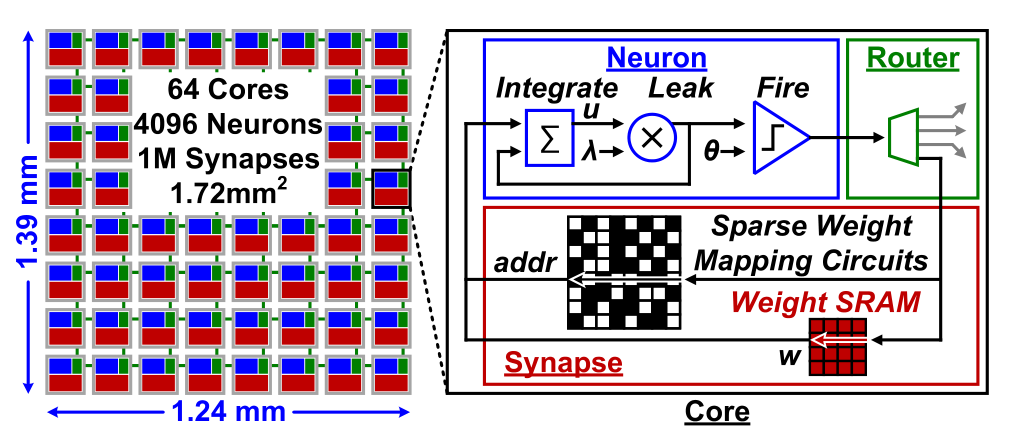 64 Cores
4096 Neurons
1M Synapses
1.72mm²
1.39 mm
1.24 mm
Neuron
Router
Integrate
Leak
Fire
u
Σ
λ
×
θ
addr
Sparse Weight
Mapping Circuits
Weight SRAM
w
Synapse
Core